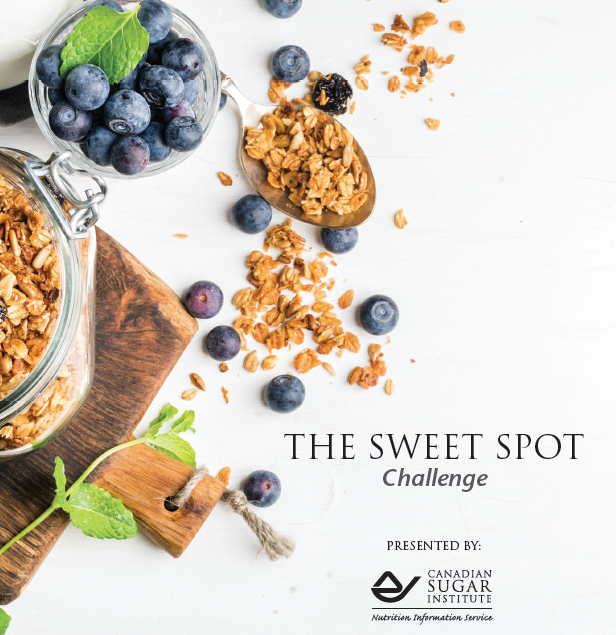 THE SWEET SPOT
Challenge
PRESENTED BY:
CANADIAN
SUGAR
INSTITUTE
Nutrition Information Service